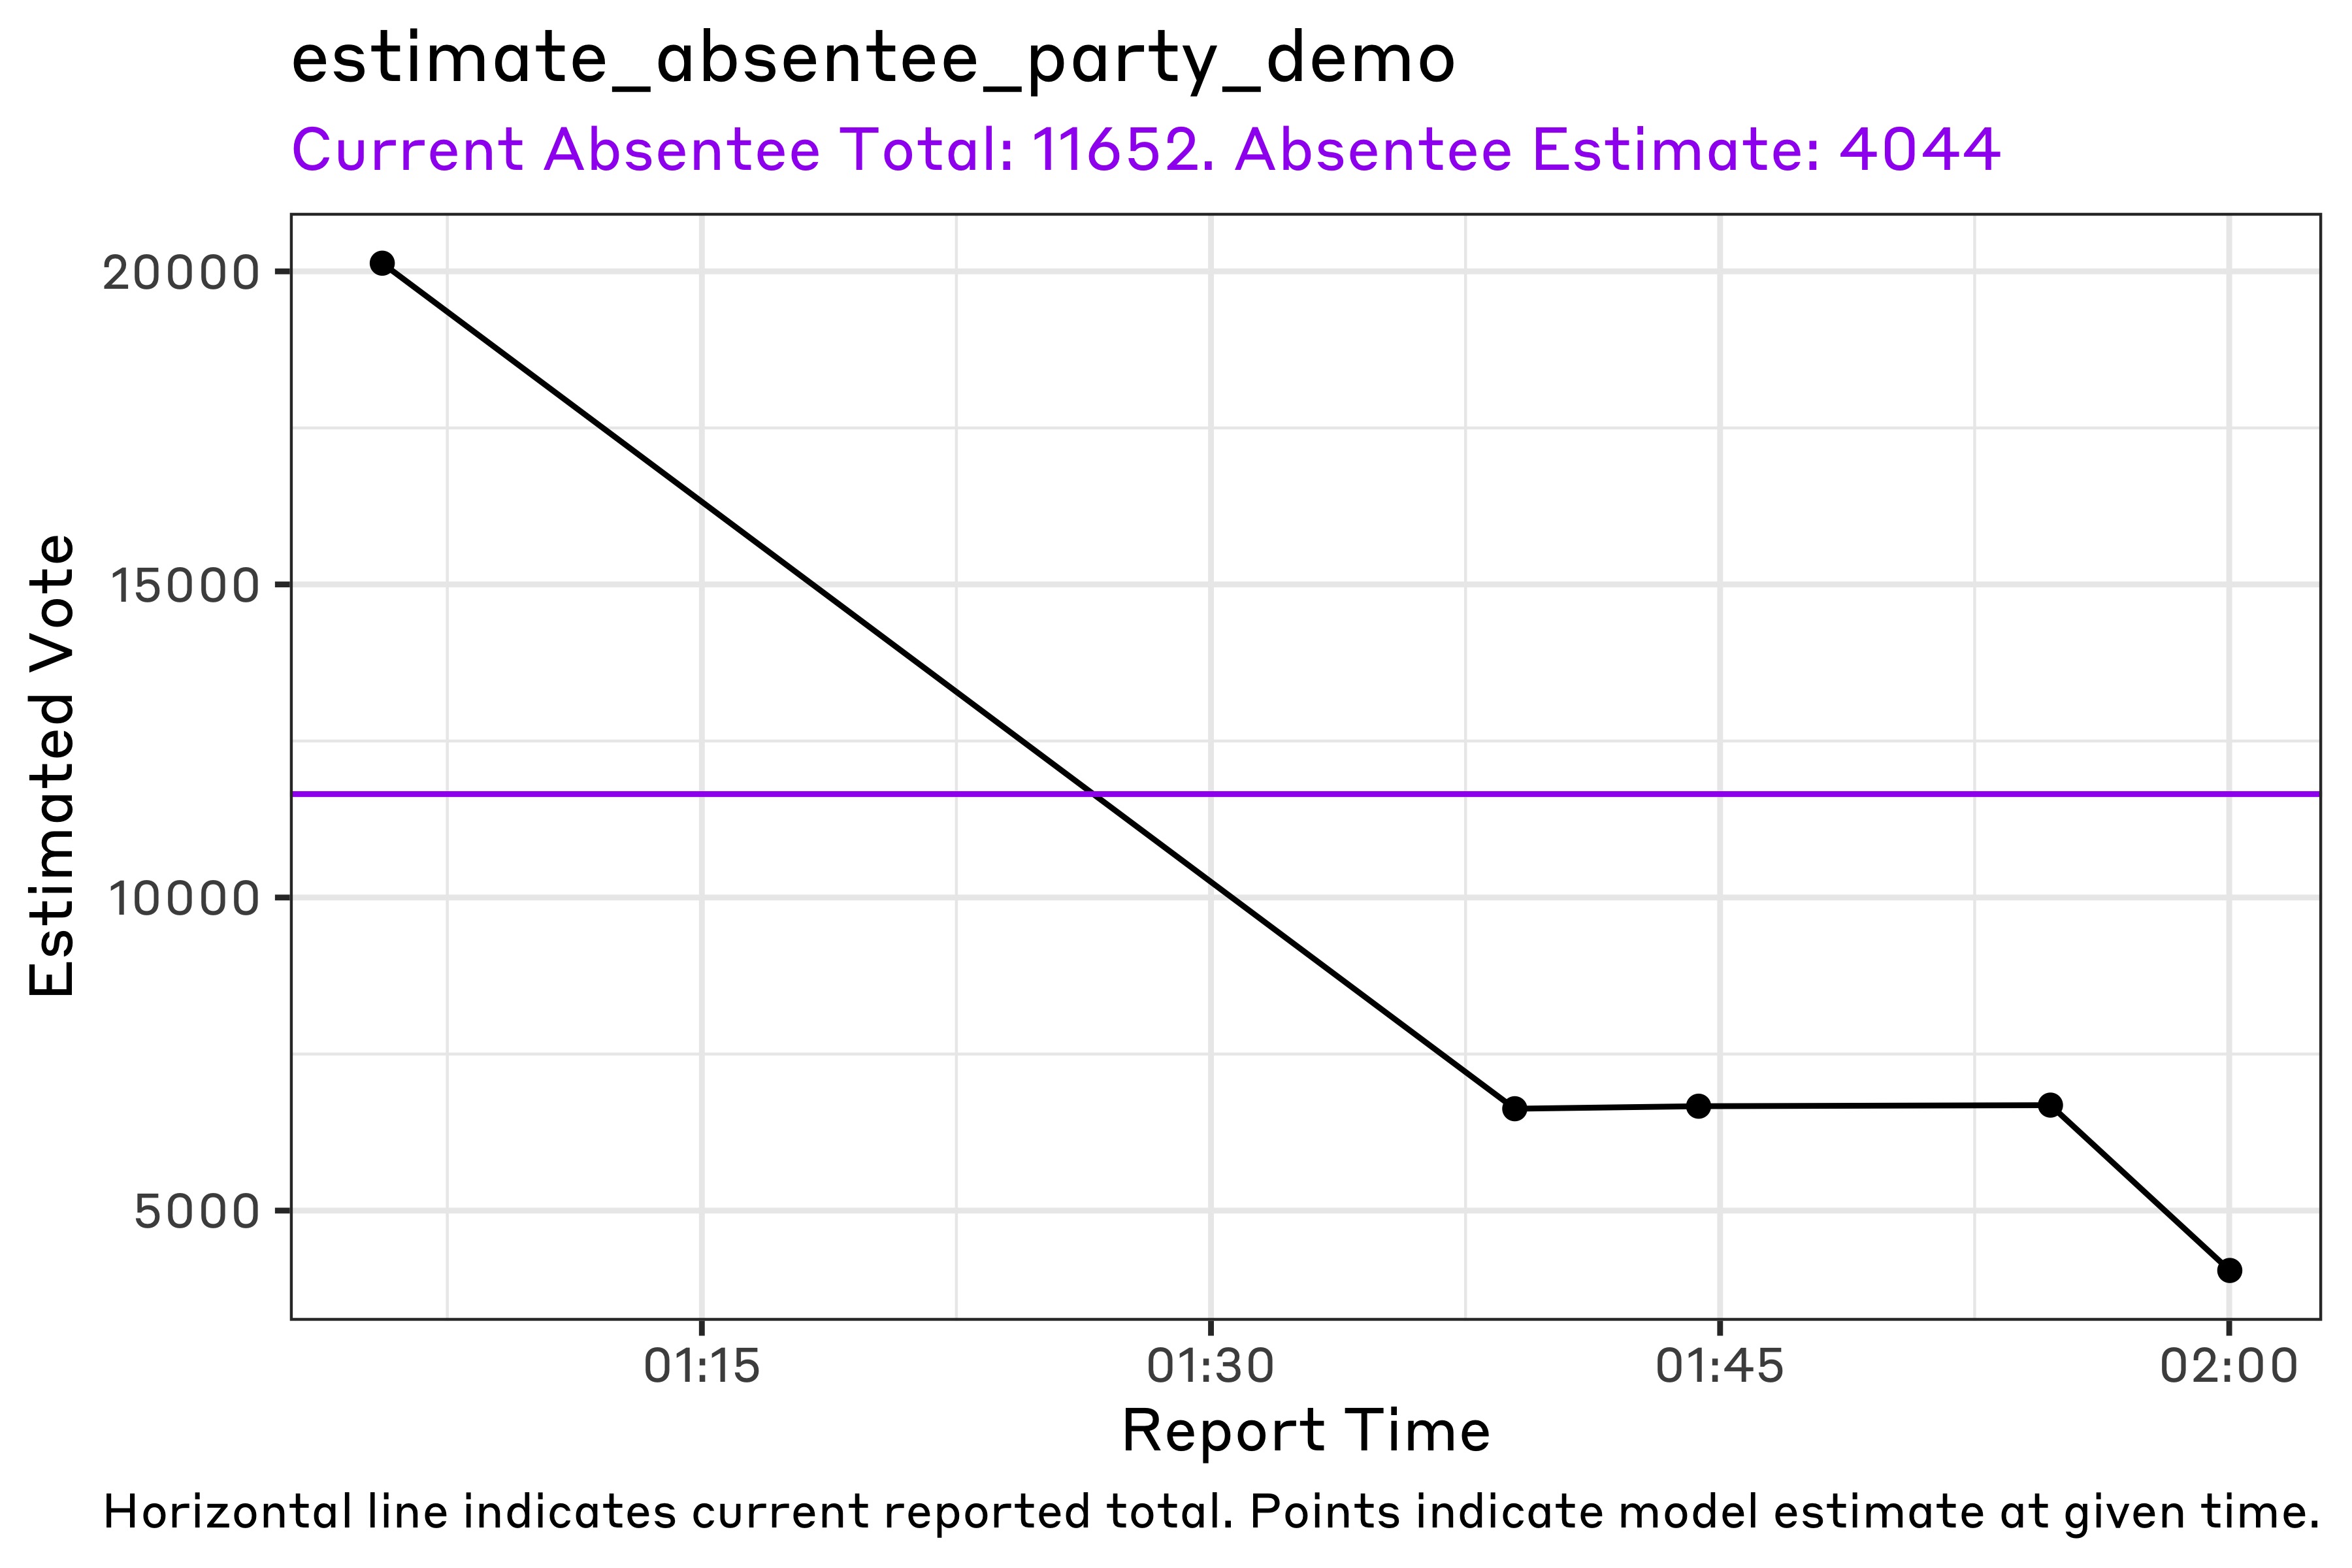 estimate_absentee_party_demo
Current Absentee Total: 11652. Absentee Estimate: 4044
Estimated Vote
20000
15000
10000
5000
01:15 01:30 01:45 02:00
Report Time
Horizontal line indicates current reported total. Points indicate model estimate at given time.